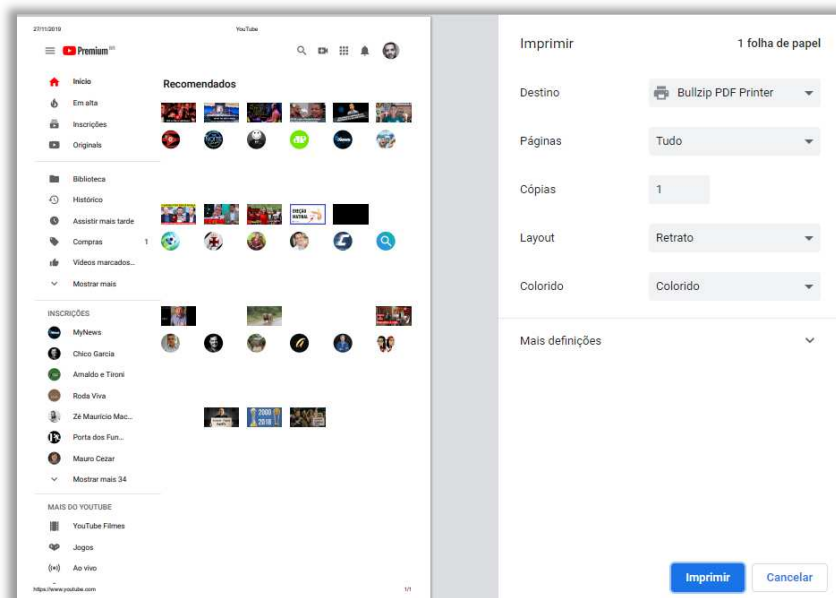 27/11/2019
YouTube
Premium BR
Início
Em alta
Inscrições
Originals
Recomendados
Biblioteca
Histórico
Assistir mais tarde
Compras 1
Vídeos marcados...
Mostrar mais
INSCRIÇÕES
MyNews
Chico Garcia
Arnaldo e Tironi
Roda Viva
Zé Maurício Mac...
Porta dos Fun...
Mauro Cezar
Mostrar mais 34
MAIS DO YOUTUBE
YouTube Filmes
Jogos
Ao vivo
https://www.youtube.com
1/1
Imprimir
1 folha de papel
Destino
Bullzip PDF Printer
Páginas
Tudo
Cópias
1
Layout
Retrato
Colorido
Colorido
Mais definições
Imprimir
Cancelar